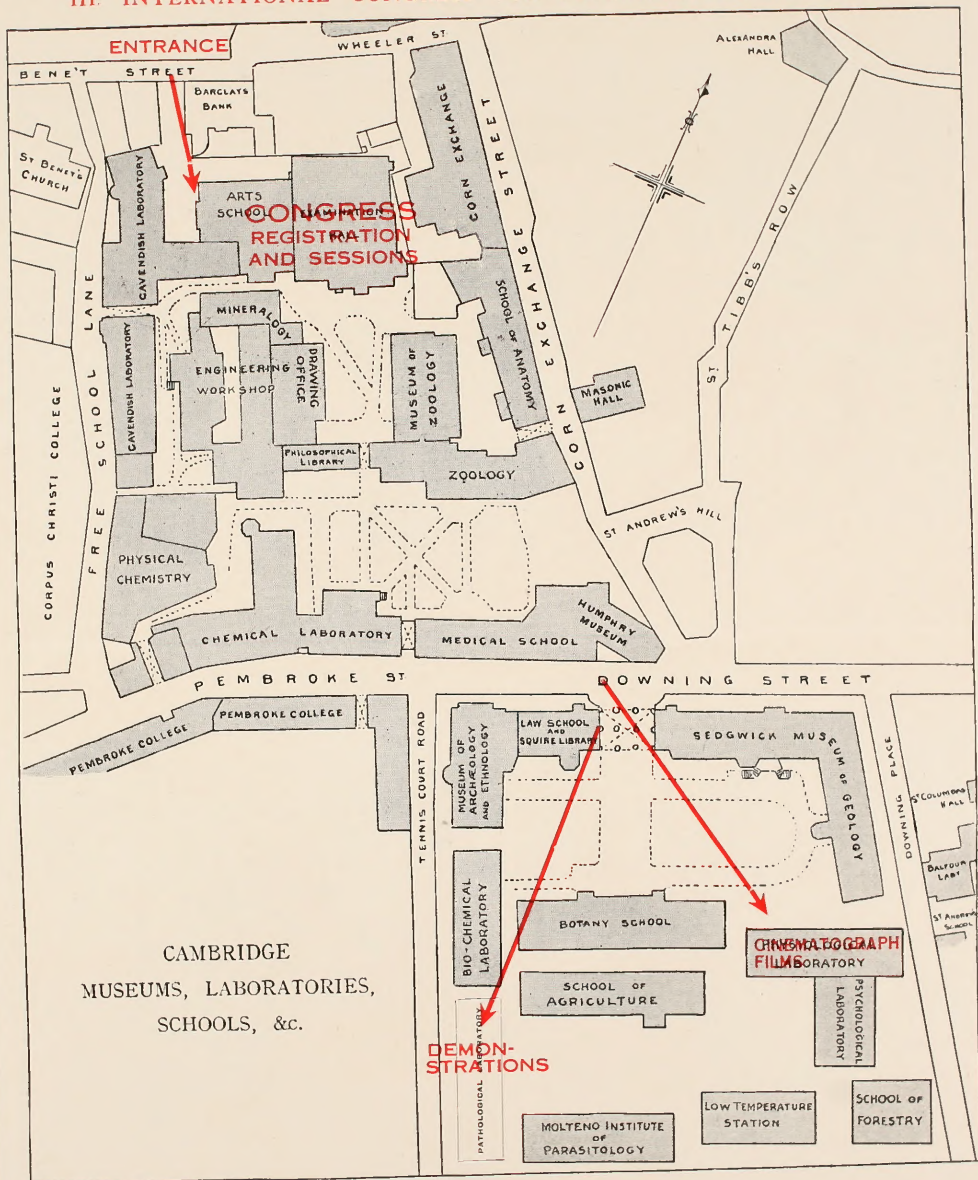 III. INTERNATIONAL
ENTRANCE
WHEELER ST
ALEXANDRA
HALL
BENE'T STREET
BARCLAYS
BANK
ST BENET'S
CHURCH
CAVENDISH LABORATORY
ARTS
SCHOOL
EXAMINATION
HALL
CONGRESS
REGISTRATION
AND SESSIONS
CORN EXCHANGE
CORN EXCHANGE STREET
ST TIBB'S ROW
SCHOOL OF ANATOMY
MASONIC
HALL
MINERALOGY
ENGINEERING
WORKSHOP
DRAWING
OFFICE
MUSEUM OF
ZOOLOGY
CAVENDISH LABORATORY
FREE SCHOOL LANE
CORPUS CHRISTI COLLEGE
PHILOSOPHICAL
LIBRARY
ZOOLOGY
ST ANDREW'S HILL
PHYSICAL
CHEMISTRY
CHEMICAL LABORATORY
MEDICAL SCHOOL
HUMPHRY
MUSEUM
PEMBROKE ST
DOWNING STREET
PEMBROKE COLLEGE
PEMBROKE COLLEGE
TENNIS COURT ROAD
MUSEUM OF
ARCHÆOLOGY
AND ETHNOLOGY
LAW SCHOOL
AND
SQUIRE LIBRARY
SEDGWICK MUSEUM OF GEOLOGY
DOWNING PLACE
ST COLUMBAS
HALL
BALFOUR
LABY
ST ANDREW'S
SCHOOL
BIO-CHEMICAL
LABORATORY
BOTANY SCHOOL
CINEMATOGRAPH
FILMS
PHYSIOLOGICAL
LABORATORY
PSYCHOLOGICAL
LABORATORY
SCHOOL OF
AGRICULTURE
CAMBRIDGE
MUSEUMS, LABORATORIES,
SCHOOLS, &c.
DEMON-
STRATIONS
PATHOLOGICAL LABORATORY
MOLTENO INSTITUTE
OF
PARASITOLOGY
LOW TEMPERATURE
STATION
SCHOOL OF
FORESTRY